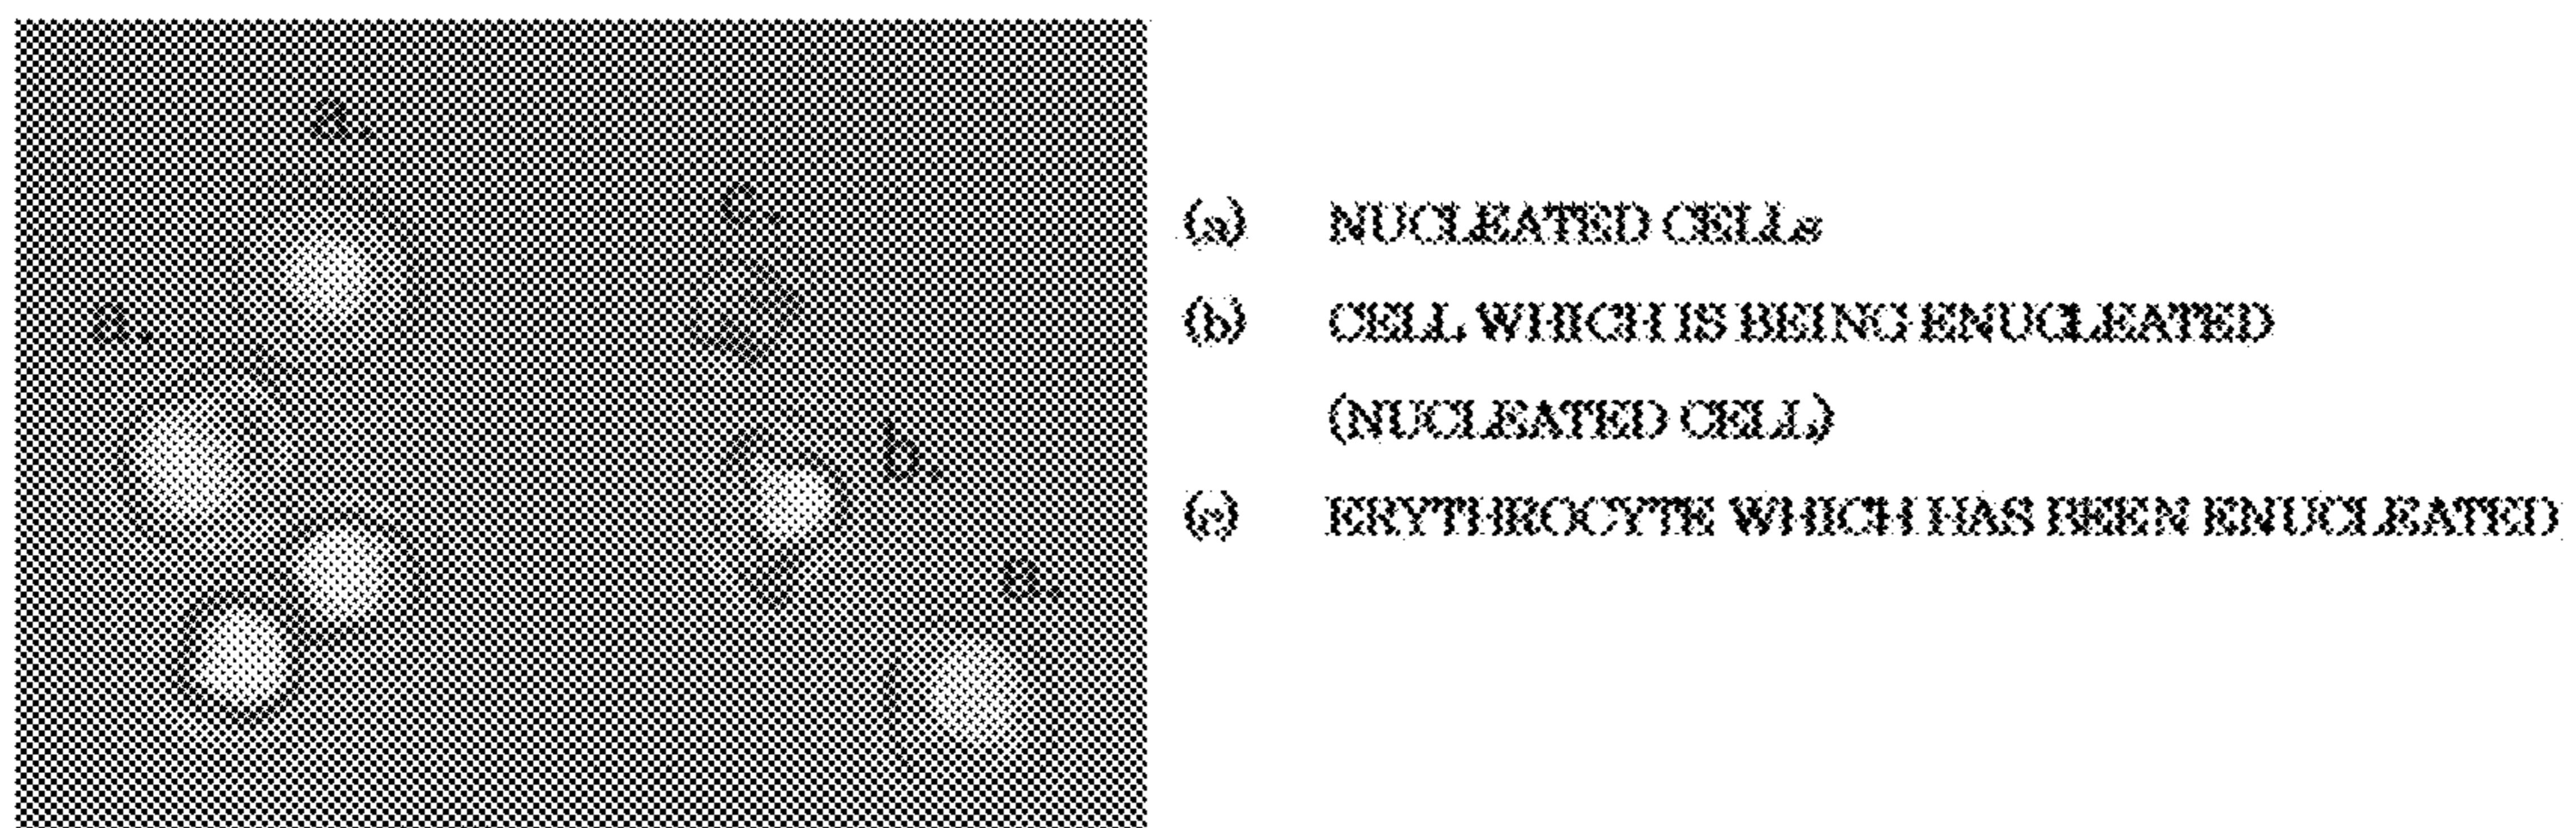 a.
c.
a.
b.
a.
(a) NUCLEATED CELLs
(b) CELL WHICH IS BEING ENUCLEATED
(NUCLEATED CELL)
(c) ERYTHROCYTE WHICH HAS BEEN ENUCLEATED